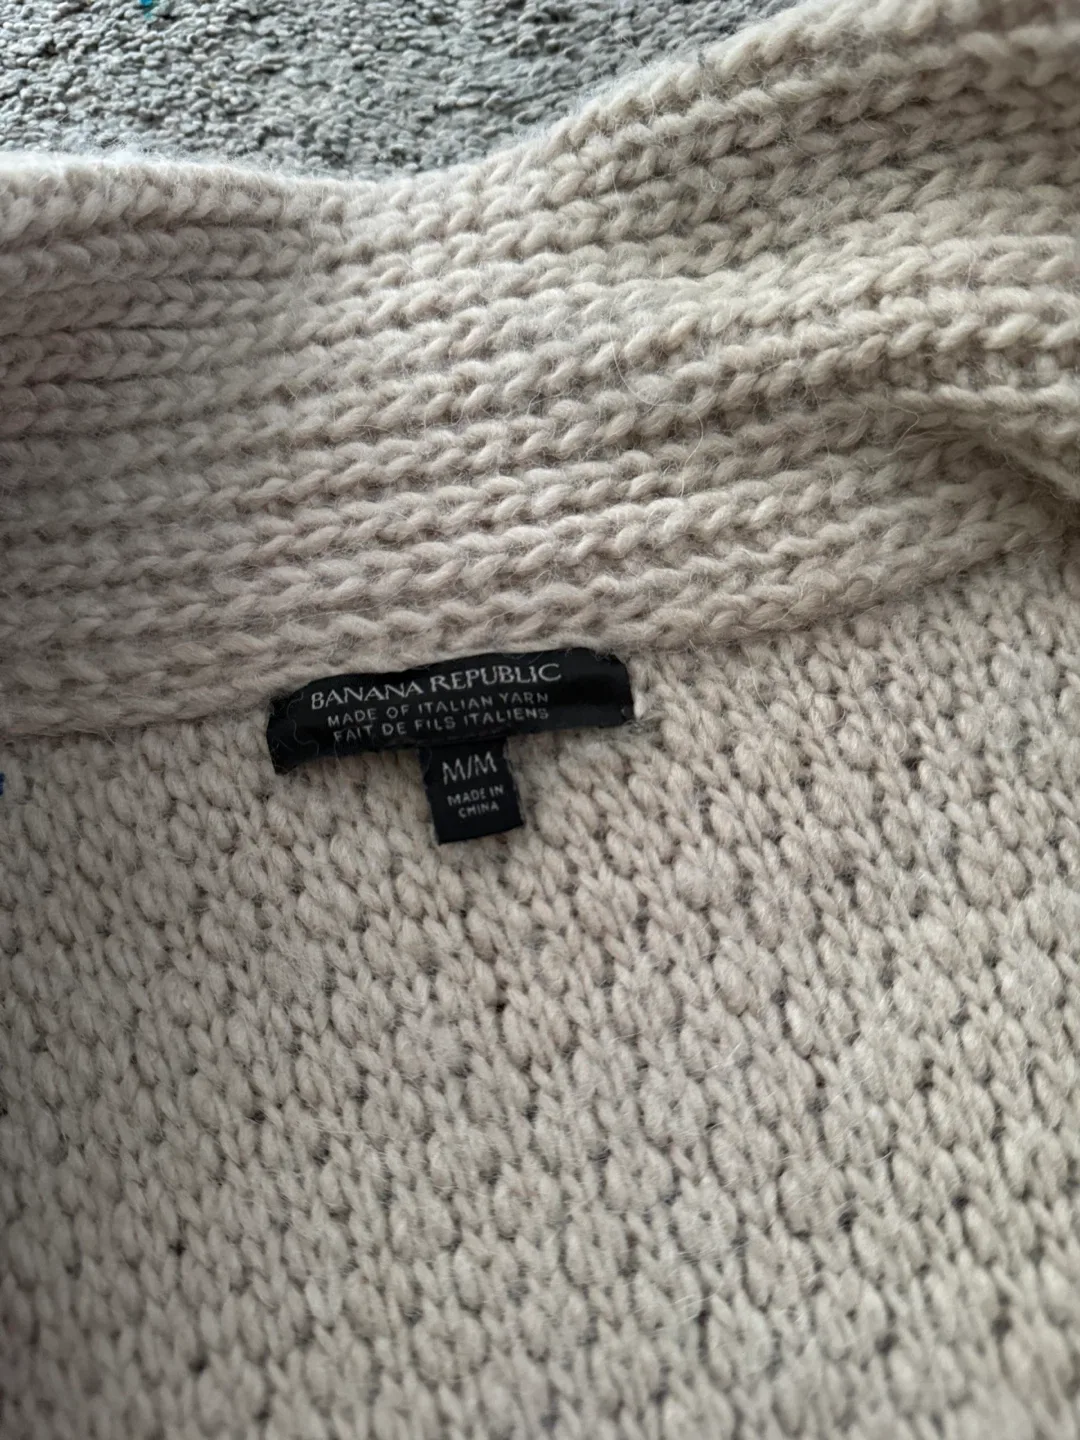 BANANA REPUBLIC
MADE OF ITALIAN YARN
FAIT DE FILS ITALIENS
M/M
MADE IN
CHINA